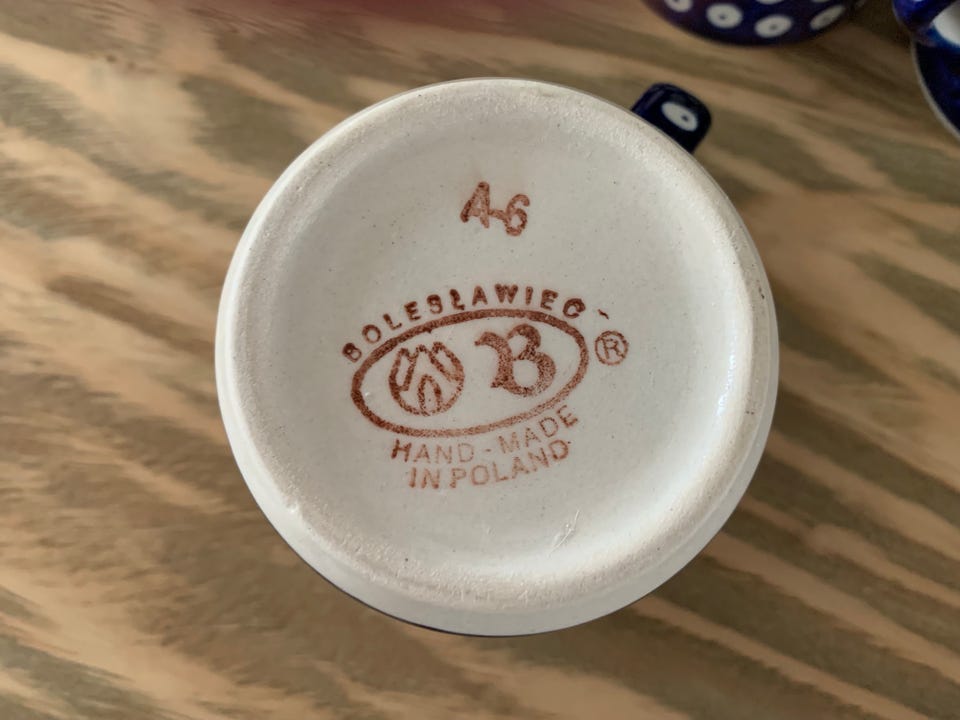 A-6
BOLESŁAWIEC
B ®
HAND-MADE
IN POLAND